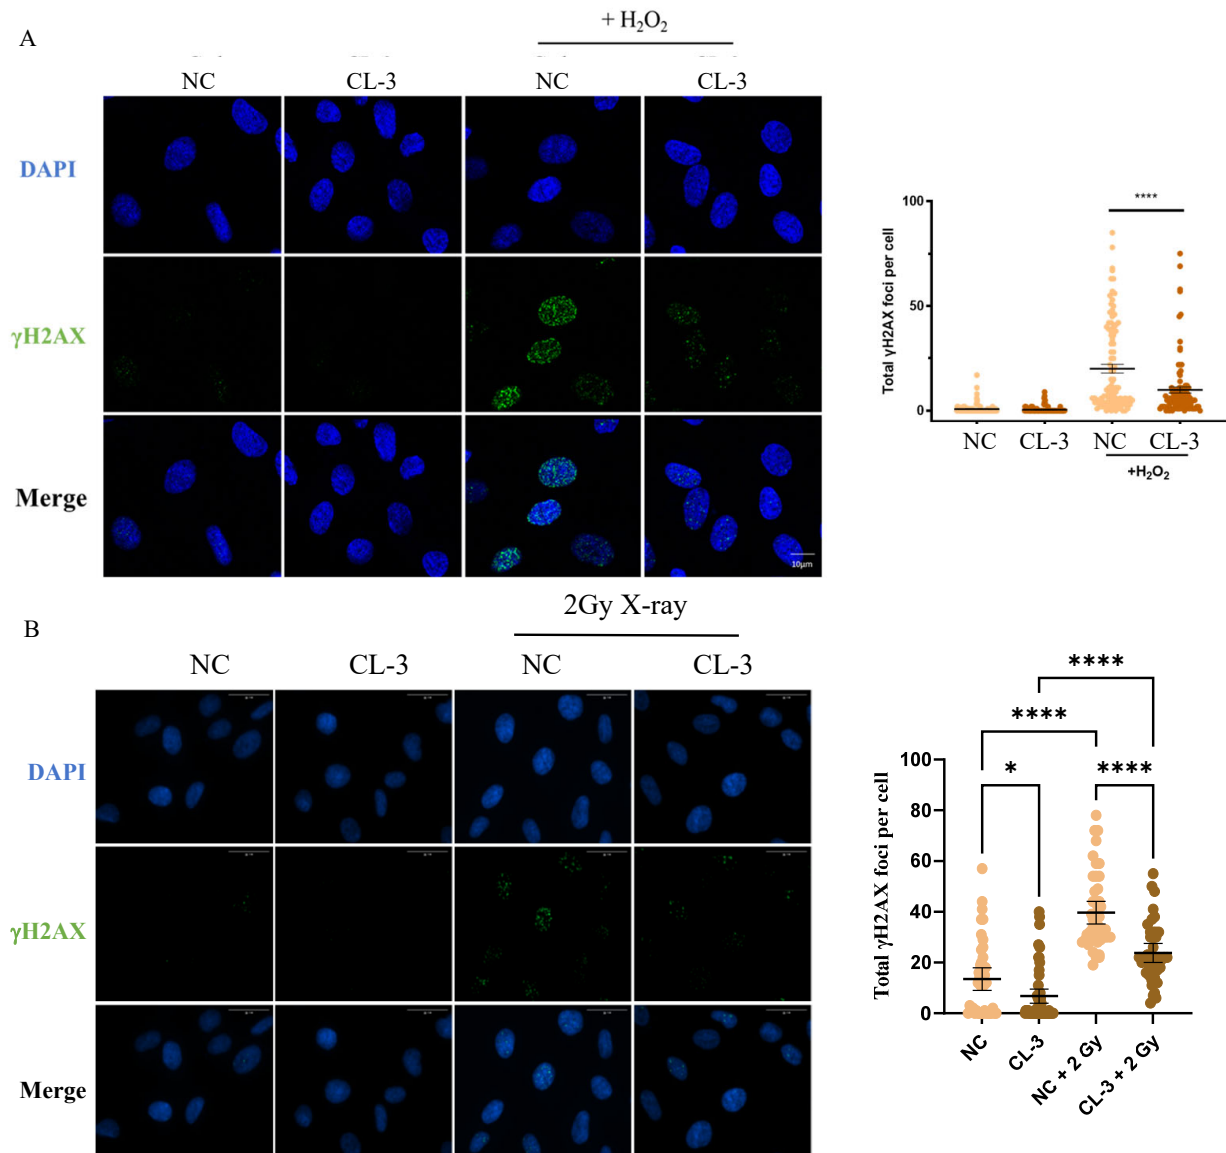 A
+ H₂O₂
NC CL-3 NC CL-3
DAPI
γH2AX
Merge
10μm
Total γH2AX foci per cell
100
50
0
****
NC CL-3 NC CL-3
+H₂O₂
B
2Gy X-ray
NC CL-3 NC CL-3
DAPI
γH2AX
Merge
Total γH2AX foci per cell
100
80
60
40
20
0
****
****
* ****
NC
CL-3
NC + 2 Gy
CL-3 + 2 Gy